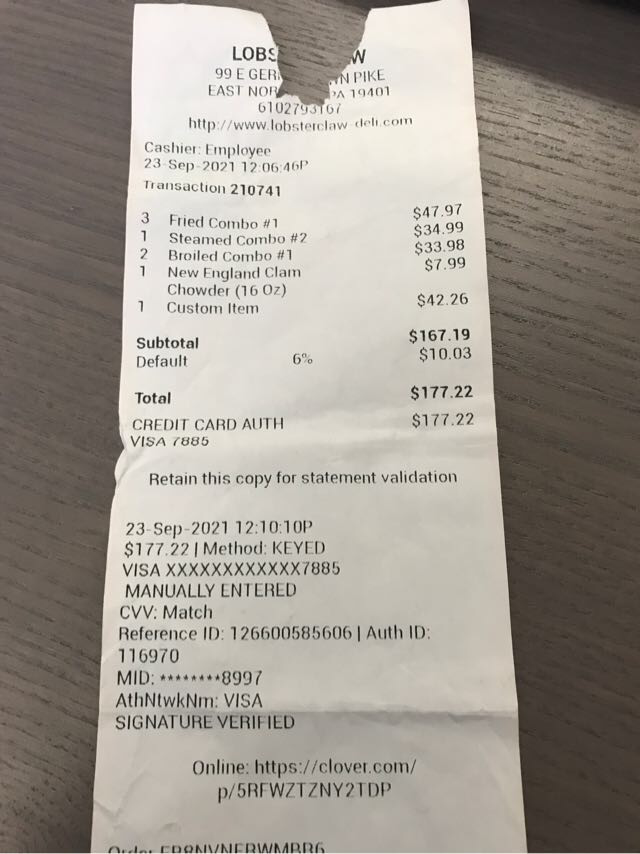 LOBS W
99 E GER N PIKE
EAST NOR PA 19401
6102793167
http://www.lobsterclaw-deli.com
Cashier: Employee
23-Sep-2021 12:06:46P
Transaction 210741
3 Fried Combo #1 $47.97
1 Steamed Combo #2 $34.99
2 Broiled Combo #1 $33.98
1 New England Clam $7.99
Chowder (16 Oz)
1 Custom Item $42.26
Subtotal $167.19
Default 6% $10.03
Total $177.22
CREDIT CARD AUTH $177.22
VISA 7885
Retain this copy for statement validation
23-Sep-2021 12:10:10P
$177.22 | Method: KEYED
VISA XXXXXXXXXXXX7885
MANUALLY ENTERED
CVV: Match
Reference ID: 126600585606 | Auth ID:
116970
MID: ********8997
AthNtwkNm: VISA
SIGNATURE VERIFIED
Online: https://clover.com/
p/5RFWZTZNY2TDP
Order